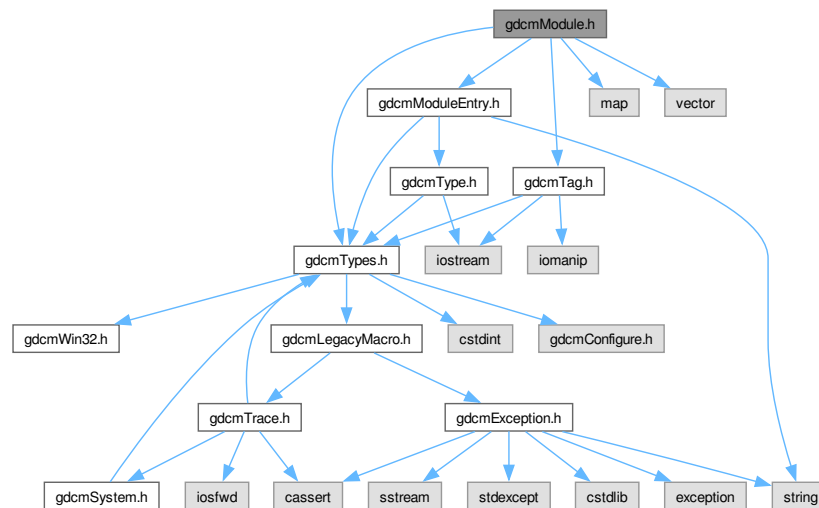 gdcmModule.h
gdcmModuleEntry.h
map
vector
gdcmType.h
gdcmTag.h
gdcmTypes.h
iostream
iomanip
gdcmWin32.h
gdcmLegacyMacro.h
cstdint
gdcmConfigure.h
gdcmTrace.h
gdcmException.h
gdcmSystem.h
iosfwd
cassert
sstream
stdexcept
cstdlib
exception
string